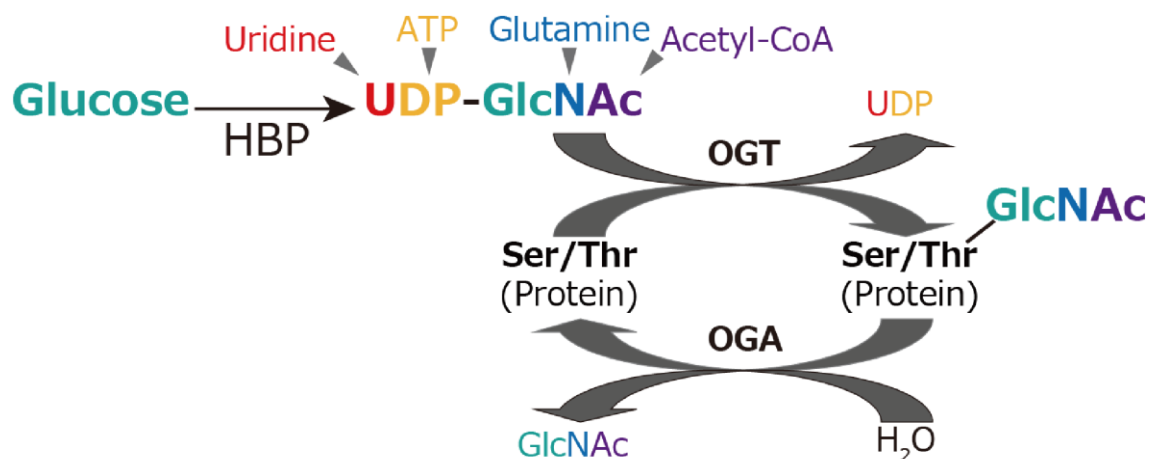 Uridine
ATP
Glutamine
Acetyl-CoA
Glucose
HBP
UDP-GlcNAc
UDP
OGT
GlcNAc
Ser/Thr
(Protein)
Ser/Thr
(Protein)
OGA
GlcNAc
H₂O